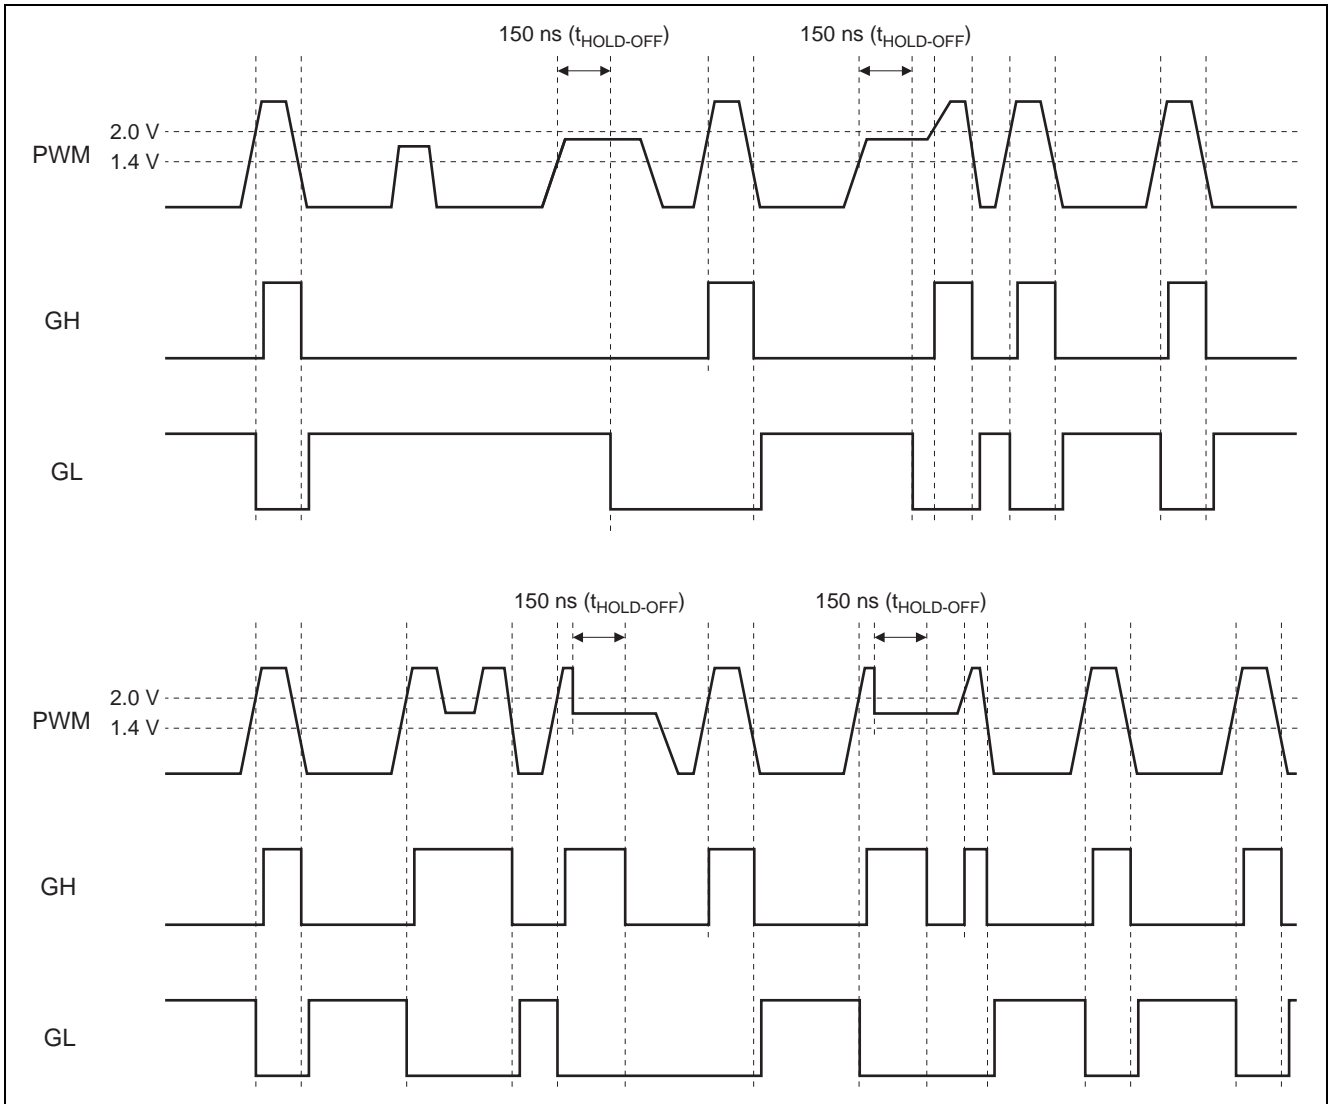 150 ns (tHOLD-OFF) 150 ns (tHOLD-OFF)
2.0 V
PWM
1.4 V
GH
GL
150 ns (tHOLD-OFF) 150 ns (tHOLD-OFF)
2.0 V
PWM
1.4 V
GH
GL